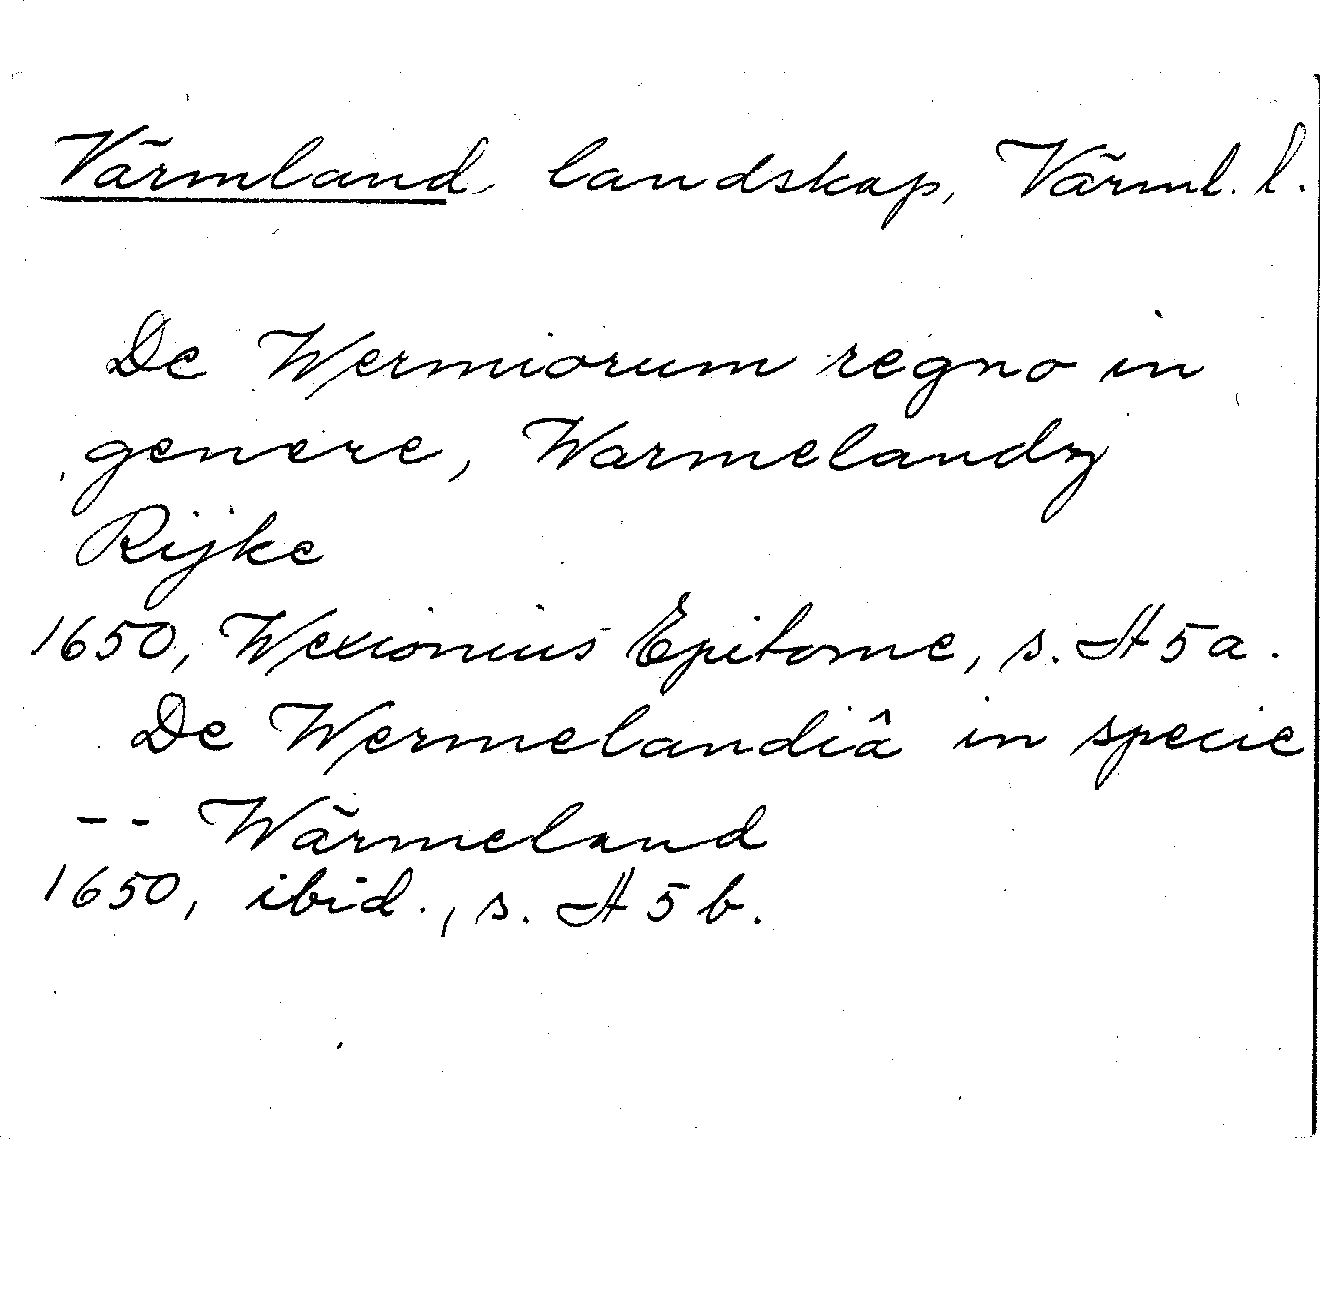 Värmland, landskap, Värml. l.
De Wermiorum regno in
genere, Warmelandz
Rijke
1650, Wexionius Epitome, s. A5a.
De Wermelandiâ in specie
-- Wärmeland
1650, ibid., s. A5b.